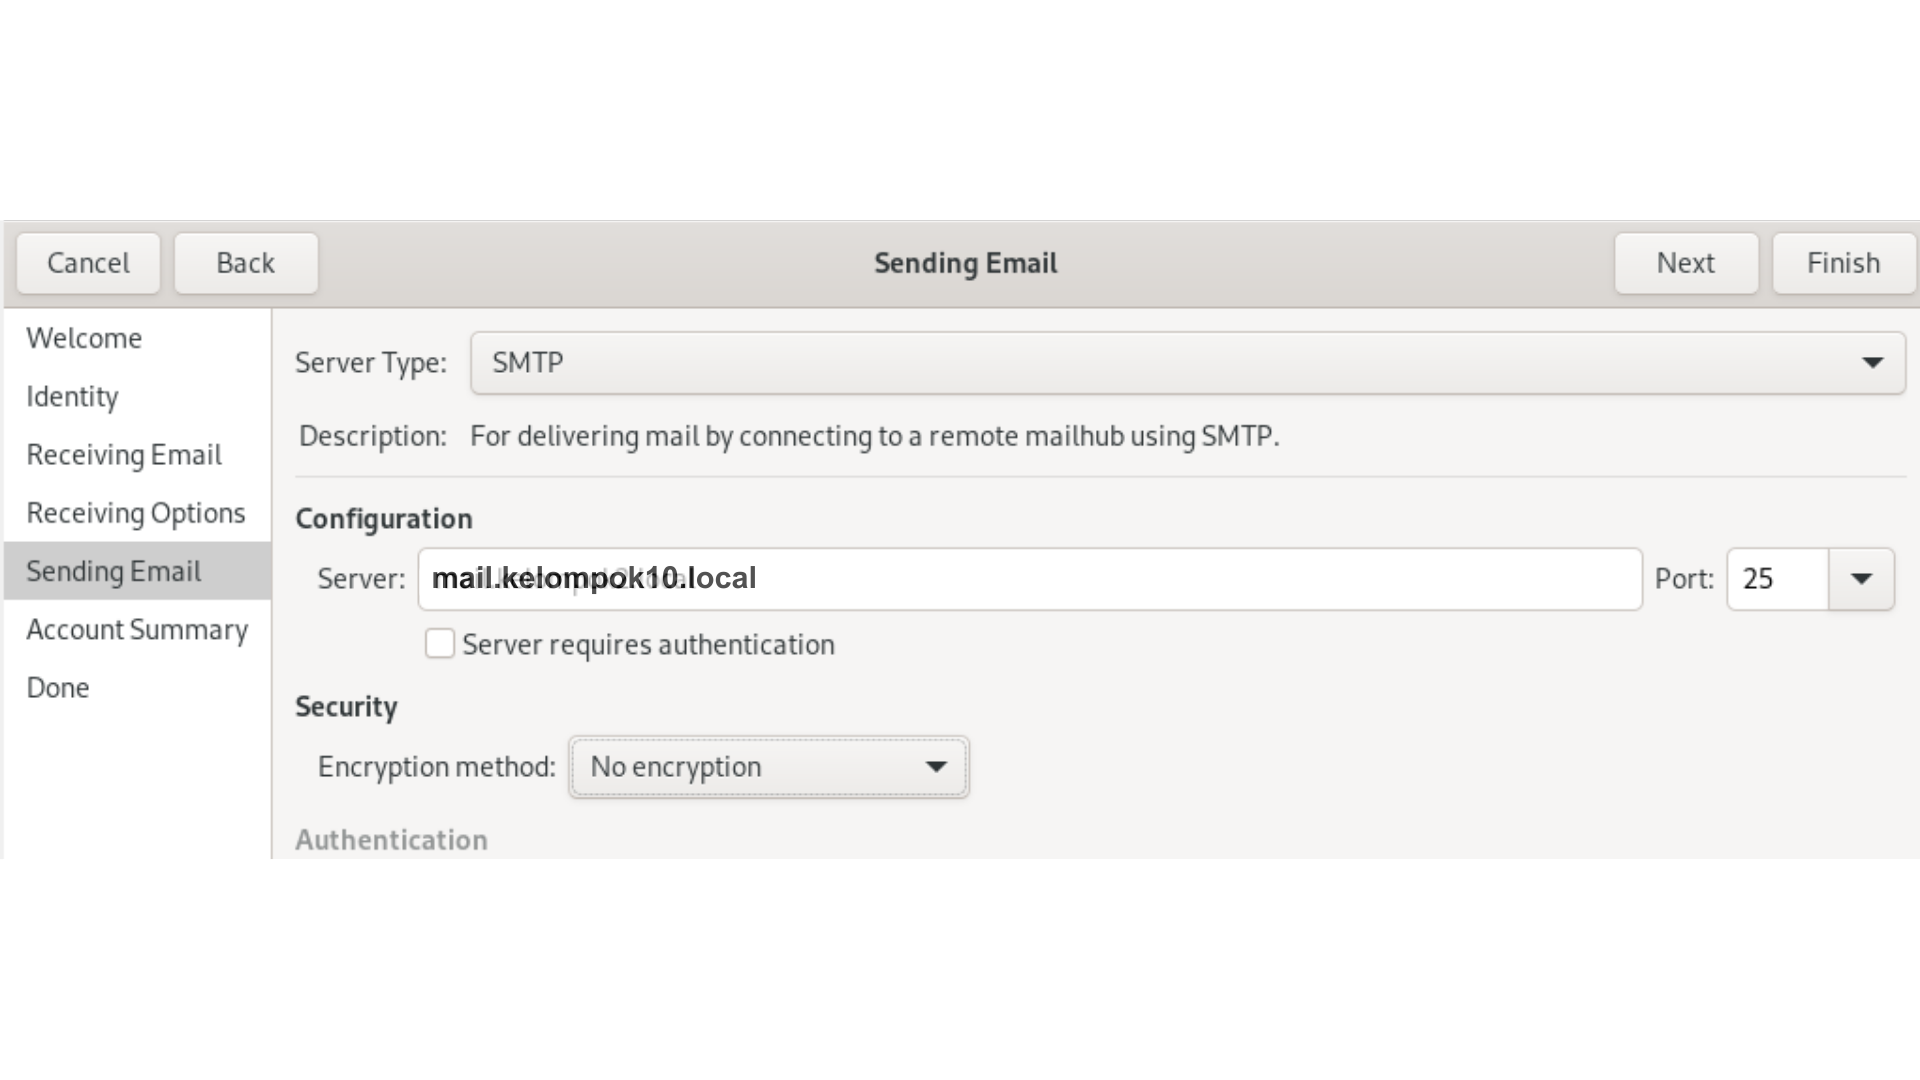 Cancel Back Sending Email Next Finish
Welcome
Identity
Receiving Email
Receiving Options
Sending Email
Account Summary
Done
Server Type: SMTP
Description: For delivering mail by connecting to a remote mailhub using SMTP.
Configuration
Server: mail.kelompok10.local Port: 25
Server requires authentication
Security
Encryption method: No encryption
Authentication